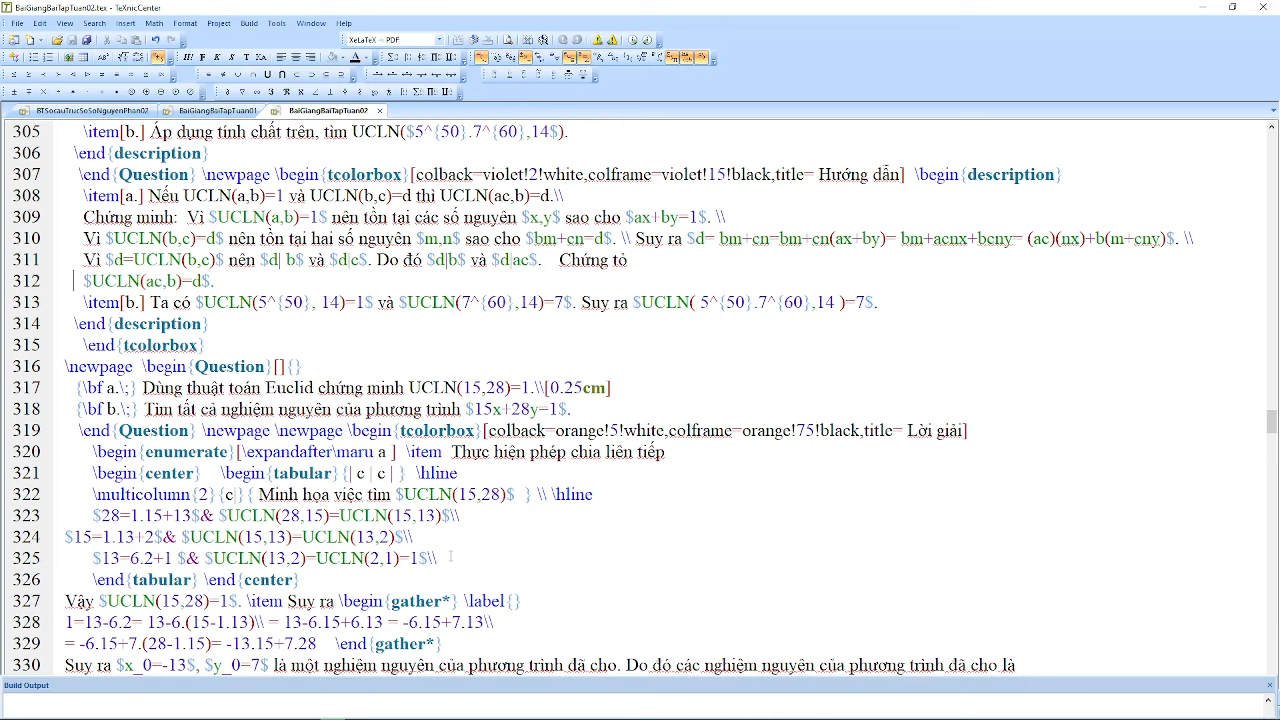 BaiGiangBaiTapTuan02.tex - TeXnicCenter
File Edit View Search Insert Math Format Project Build Tools Window Help
XeLaTeX ⇨ PDF
BTSocauTrucSoSoNguyenPhan02 BaiGiangBaiTapTuan01 BaiGiangBaiTapTuan02
305 \item[b.] Áp dụng tính chất trên, tìm UCLN($5^{50}.7^{60},14$).
306 \end{description}
307 \end{Question} \newpage \begin{tcolorbox}[colback=violet!2!white,colframe=violet!15!black,title= Hướng dẫn] \begin{description}
308 \item[a.] Nếu UCLN(a,b)=1 và UCLN(b,c)=d thì UCLN(ac,b)=d.\\
309 Chứng minh: Vì $UCLN(a,b)=1$ nên tồn tại các số nguyên $x,y$ sao cho $ax+by=1$. \\
310 Vì $UCLN(b,c)=d$ nên tồn tại hai số nguyên $m,n$ sao cho $bm+cn=d$. \\ Suy ra $d= bm+cn=bm+cn(ax+by)= bm+acnx+bcny= (ac)(nx)+b(m+cny)$. \\
311 Vì $d=UCLN(b,c)$ nên $d| b$ và $d|c$. Do đó $d|b$ và $d|ac$. Chứng tỏ
312 $UCLN(ac,b)=d$.
313 \item[b.] Ta có $UCLN(5^{50}, 14)=1$ và $UCLN(7^{60},14)=7$. Suy ra $UCLN( 5^{50}.7^{60},14 )=7$.
314 \end{description}
315 \end{tcolorbox}
316 \newpage \begin{Question}[]{}
317 {\bf a.\;} Dùng thuật toán Euclid chứng minh UCLN(15,28)=1.\\[0.25cm]
318 {\bf b.\;} Tìm tất cả nghiệm nguyên của phương trình $15x+28y=1$.
319 \end{Question} \newpage \newpage \begin{tcolorbox}[colback=orange!5!white,colframe=orange!75!black,title= Lời giải]
320 \begin{enumerate}[\expandafter\maru a ] \item Thực hiện phép chia liên tiếp
321 \begin{center} \begin{tabular}{| c | c | } \hline
322 \multicolumn{2}{c|}{ Minh họa việc tìm $UCLN(15,28)$ } \\ \hline
323 $28=1.15+13$& $UCLN(28,15)=UCLN(15,13)$\\
324 $15=1.13+2$& $UCLN(15,13)=UCLN(13,2)$\\
325 $13=6.2+1 $& $UCLN(13,2)=UCLN(2,1)=1$\\
326 \end{tabular} \end{center}
327 Vậy $UCLN(15,28)=1$. \item Suy ra \begin{gather*} \label{}
328 1=13-6.2= 13-6.(15-1.13)\\ = 13-6.15+6.13 = -6.15+7.13\\
329 = -6.15+7.(28-1.15)= -13.15+7.28 \end{gather*}
330 Suy ra $x_0=-13$, $y_0=7$ là một nghiệm nguyên của phương trình đã cho. Do đó các nghiệm nguyên của phương trình đã cho là
Build Output